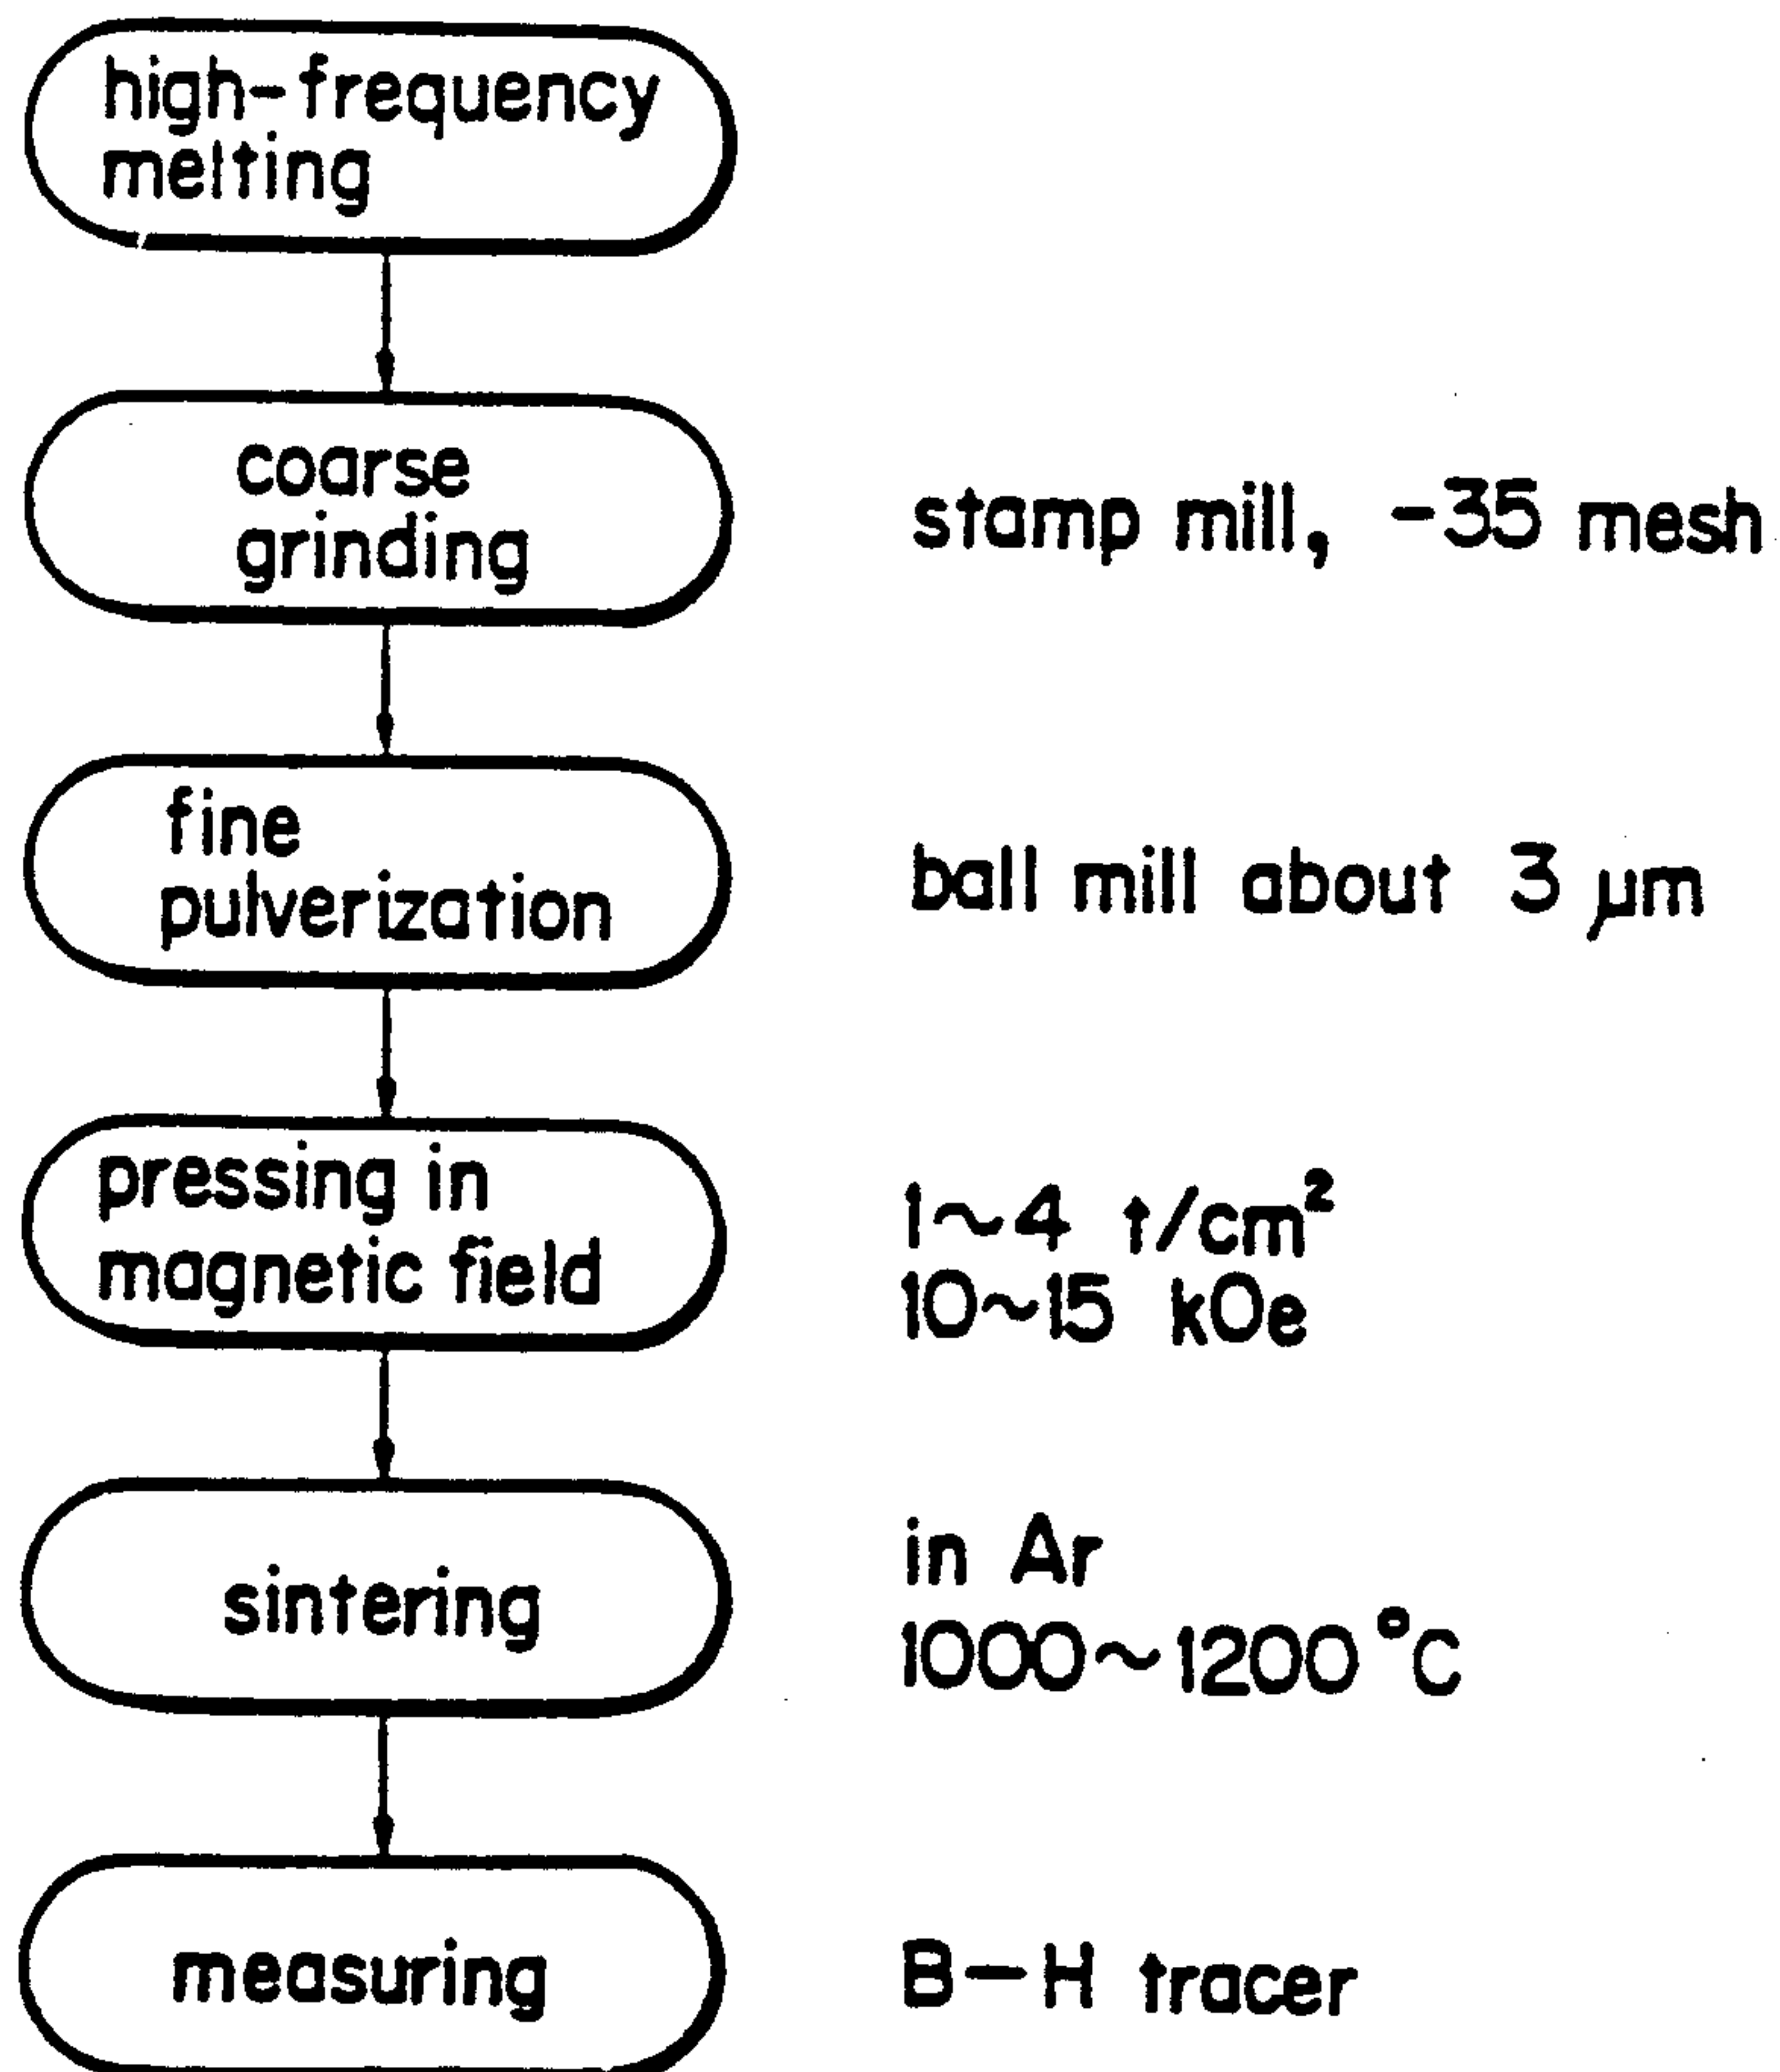 high-frequency
melting
coarse
grinding
stamp mill, -35 mesh
fine
pulverization
ball mill about 3 μm
pressing in
magnetic field
1~4 t/cm²
10~15 kOe
sintering
in Ar
1000~1200°C
measuring
B-H tracer